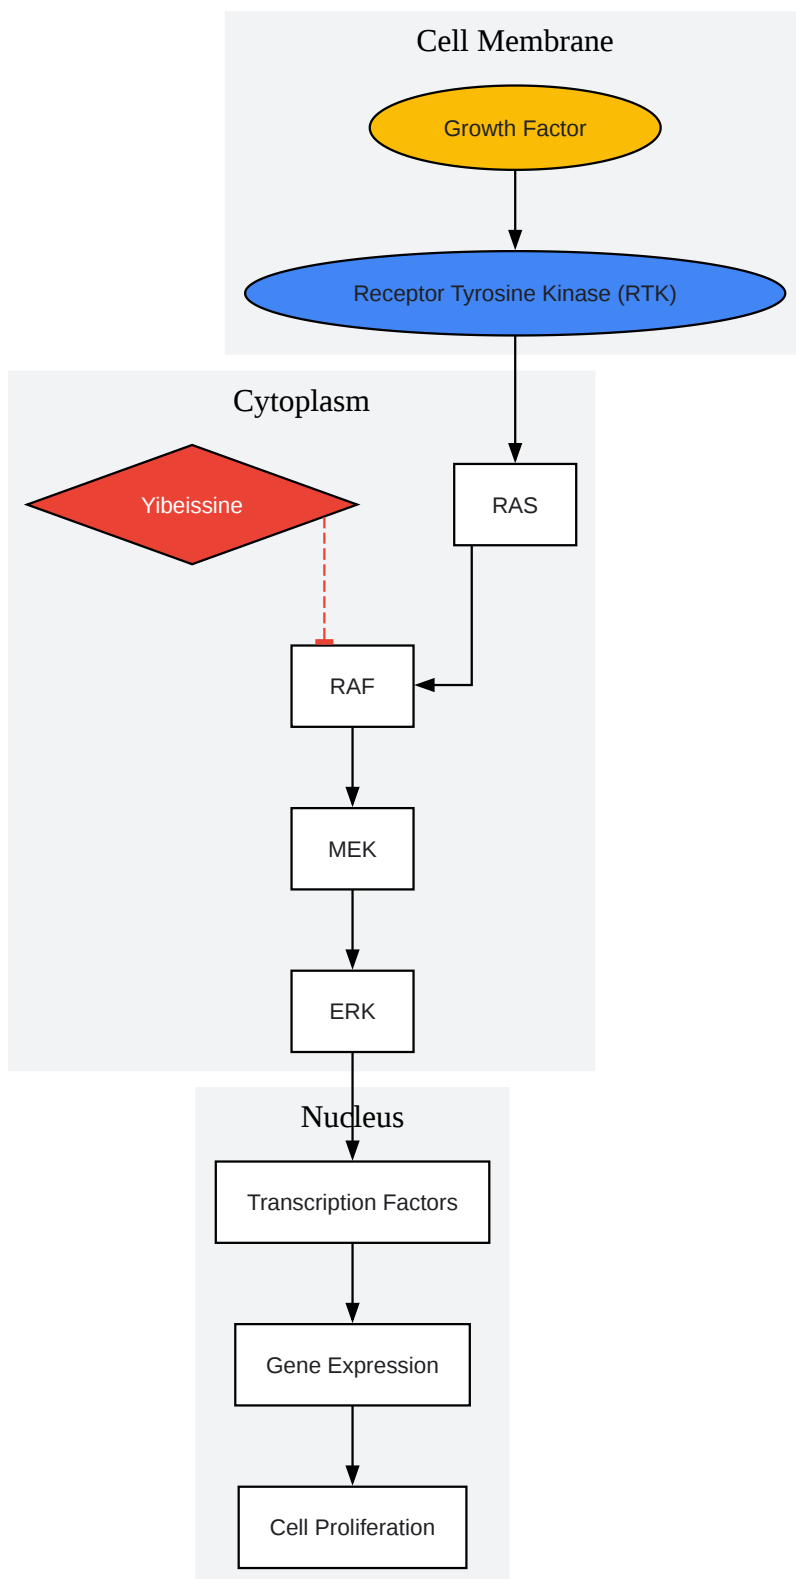 Cell Membrane
Growth Factor
Receptor Tyrosine Kinase (RTK)
Cytoplasm
Yibeissine
RAS
RAF
MEK
ERK
Nucleus
Transcription Factors
Gene Expression
Cell Proliferation